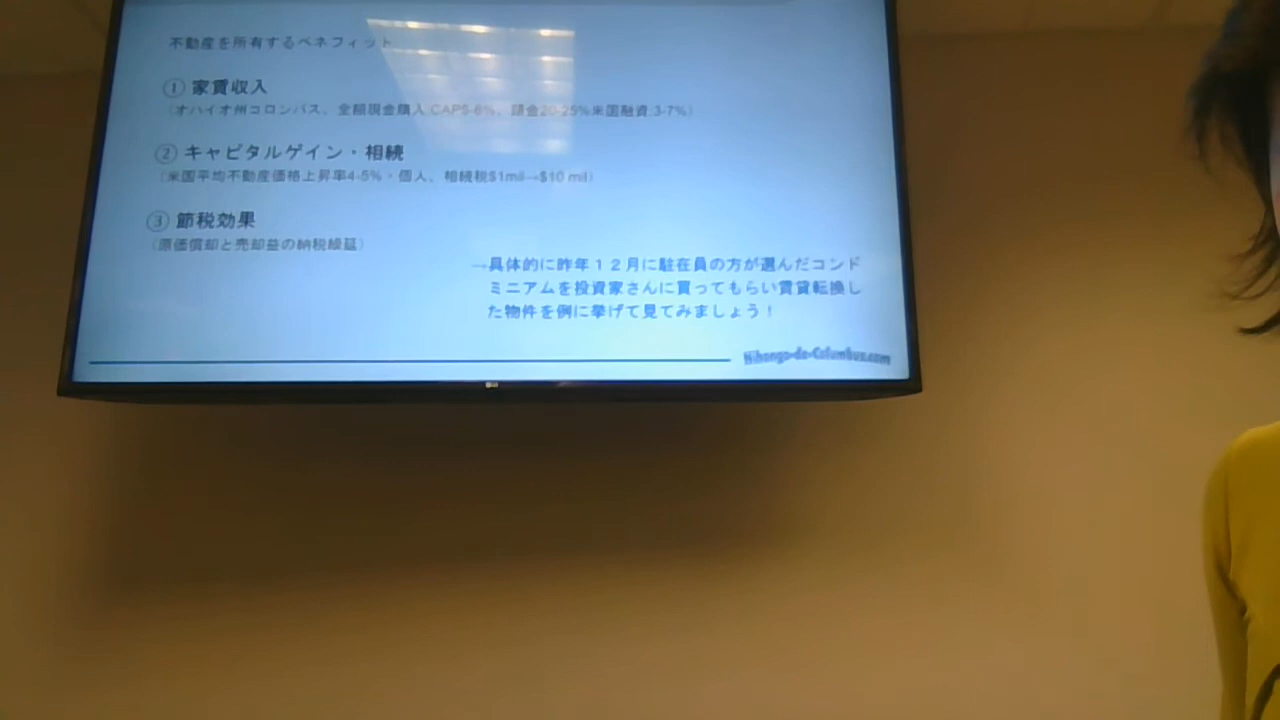 不動産を所有するベネフィット
① 家賃収入
（オハイオ州コロンバス、全額現金購入 CAP5-6%、頭金20-25%米国融資 3-7%）
② キャピタルゲイン・相続
（米国平均不動産価格上昇率4-5%・個人、相続税$1mil→$10 mil）
③ 節税効果
（原価償却と売却益の納税繰延）
→具体的に昨年１２月に駐在員の方が選んだコンド
ミニアムを投資家さんに買ってもらい賃貸転換し
た物件を例に挙げて見てみましょう！
Nihongo-de-Columbus.com
LG